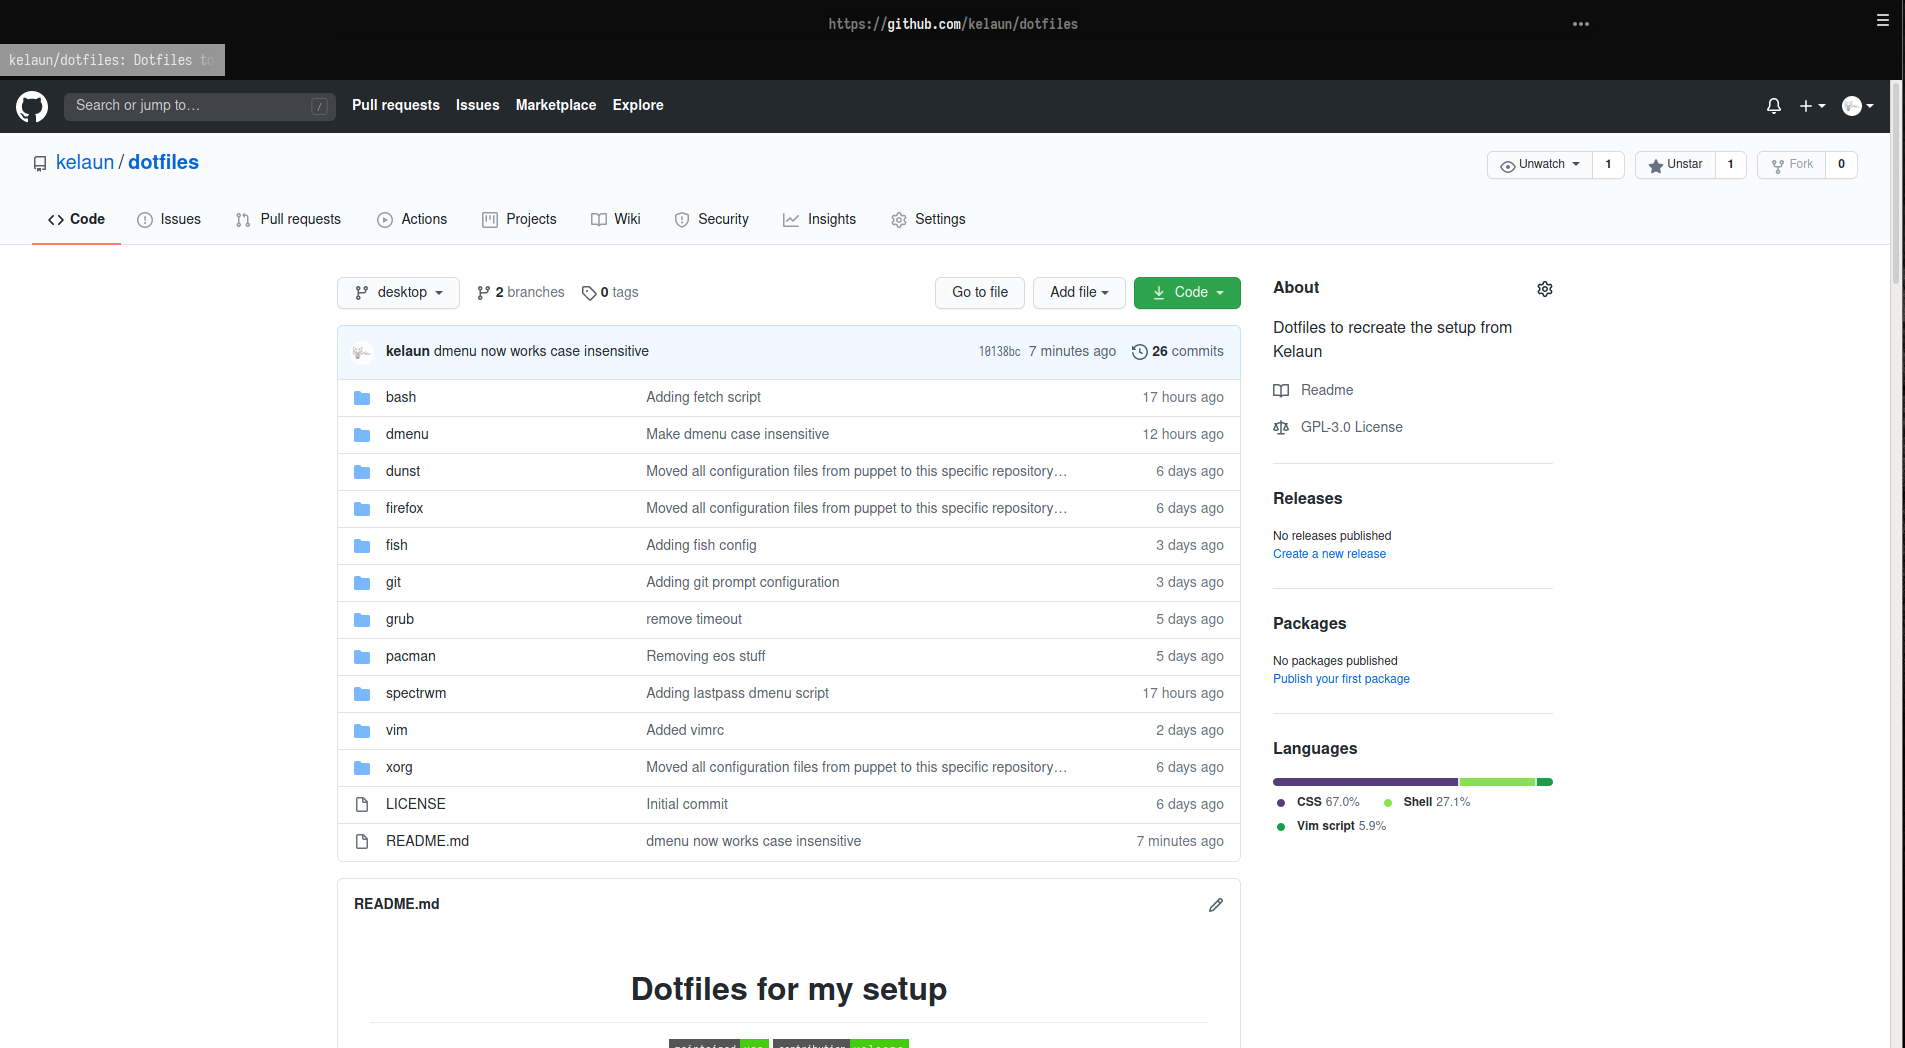 https://github.com/kelaun/dotfiles
kelaun/dotfiles: Dotfiles to
Search or jump to… /
Pull requests Issues Marketplace Explore
kelaun / dotfiles
Unwatch 1 Unstar 1 Fork 0
Code Issues Pull requests Actions Projects Wiki Security Insights Settings
desktop 2 branches 0 tags Go to file Add file Code
kelaun dmenu now works case insensitive 10138bc 7 minutes ago 26 commits
bash Adding fetch script 17 hours ago
dmenu Make dmenu case insensitive 12 hours ago
dunst Moved all configuration files from puppet to this specific repository… 6 days ago
firefox Moved all configuration files from puppet to this specific repository… 6 days ago
fish Adding fish config 3 days ago
git Adding git prompt configuration 3 days ago
grub remove timeout 5 days ago
pacman Removing eos stuff 5 days ago
spectrwm Adding lastpass dmenu script 17 hours ago
vim Added vimrc 2 days ago
xorg Moved all configuration files from puppet to this specific repository… 6 days ago
LICENSE Initial commit 6 days ago
README.md dmenu now works case insensitive 7 minutes ago
README.md
Dotfiles for my setup
About
Dotfiles to recreate the setup from
Kelaun
Readme
GPL-3.0 License
Releases
No releases published
Create a new release
Packages
No packages published
Publish your first package
Languages
CSS 67.0% Shell 27.1%
Vim script 5.9%